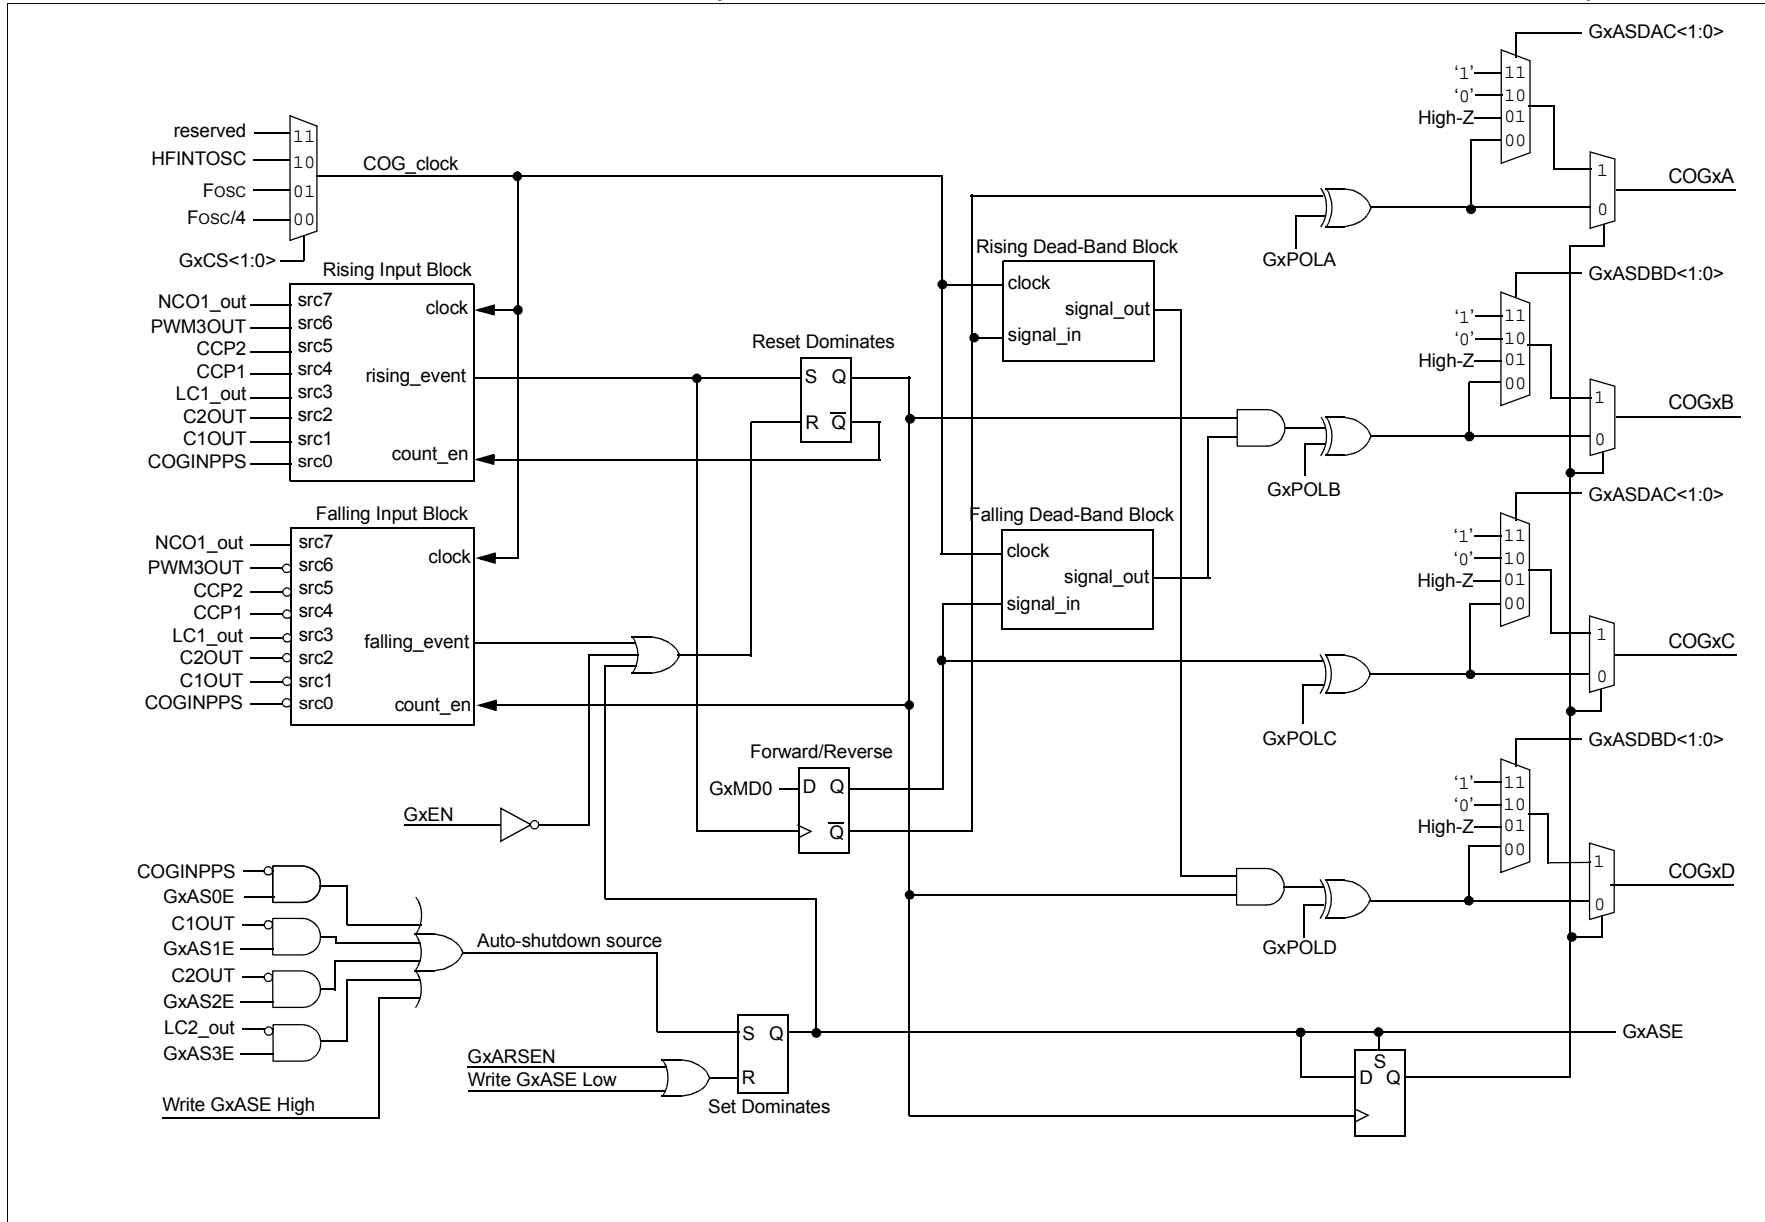 GxASDAC<1:0>
'1'
11
'0'
10
High-Z
01
00
1
0
COGxA
GxPOLA
reserved
11
HFINTOSC
10
FOSC
01
FOSC/4
00
GxCS<1:0>
COG_clock
Rising Input Block
NCO1_out
src7
PWM3OUT
src6
CCP2
src5
CCP1
src4
LC1_out
src3
C2OUT
src2
C1OUT
src1
COGINPPS
src0
clock
rising_event
count_en
Reset Dominates
S Q
R Q
Rising Dead-Band Block
clock
signal_out
signal_in
GxASDBD<1:0>
'1'
11
'0'
10
High-Z
01
00
1
0
COGxB
GxPOLB
Falling Input Block
NCO1_out
src7
PWM3OUT
src6
CCP2
src5
CCP1
src4
LC1_out
src3
C2OUT
src2
C1OUT
src1
COGINPPS
src0
clock
falling_event
count_en
Falling Dead-Band Block
clock
signal_out
signal_in
GxASDAC<1:0>
'1'
11
'0'
10
High-Z
01
00
1
0
COGxC
GxPOLC
Forward/Reverse
GxMD0
D Q
Q
GxEN
GxASDBD<1:0>
'1'
11
'0'
10
High-Z
01
00
1
0
COGxD
GxPOLD
COGINPPS
GxAS0E
C1OUT
GxAS1E
C2OUT
GxAS2E
LC2_out
GxAS3E
Write GxASE High
Auto-shutdown source
GxARSEN
Write GxASE Low
S Q
R
Set Dominates
S
D Q
GxASE